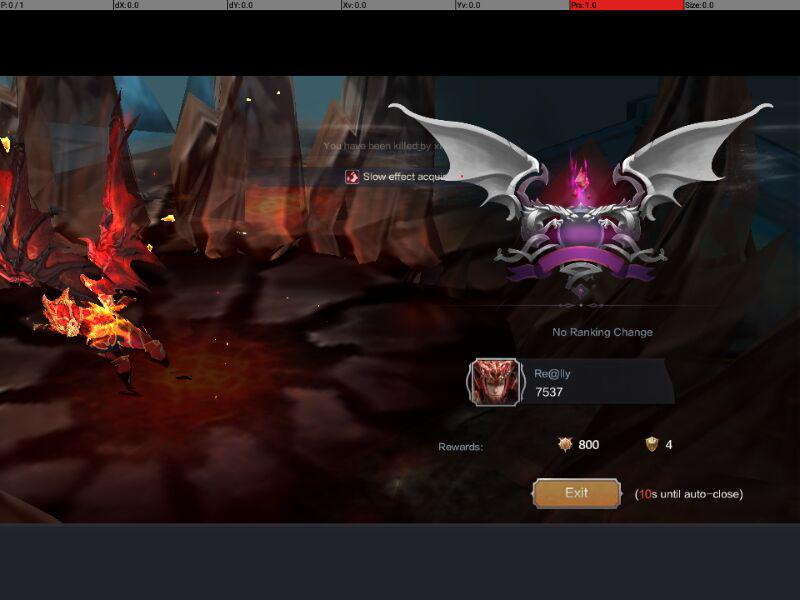 P: 0 / 1 dX: 0.0 dY: 0.0 Xv: 0.0 Yv: 0.0 Prs: 1.0 Size: 0.0
You have been killed by
Slow effect
No Ranking Change
Re@lly
7537
Rewards: 800 4
Exit (10s until auto-close)